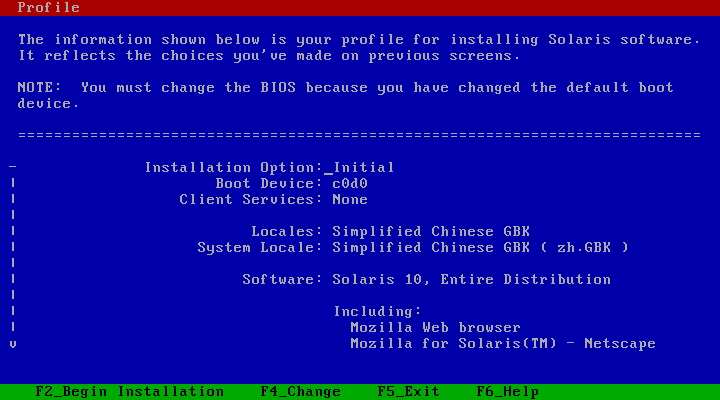 Profile
The information shown below is your profile for installing Solaris software.
It reflects the choices you've made on previous screens.
NOTE:  You must change the BIOS because you have changed the default boot
device.
============================================================================
Installation Option: Initial
Boot Device: c0d0
Client Services: None
Locales: Simplified Chinese GBK
System Locale: Simplified Chinese GBK ( zh.GBK )
Software: Solaris 10, Entire Distribution
Including:
Mozilla Web browser
Mozilla for Solaris(TM) - Netscape
F2_Begin Installation    F4_Change    F5_Exit    F6_Help